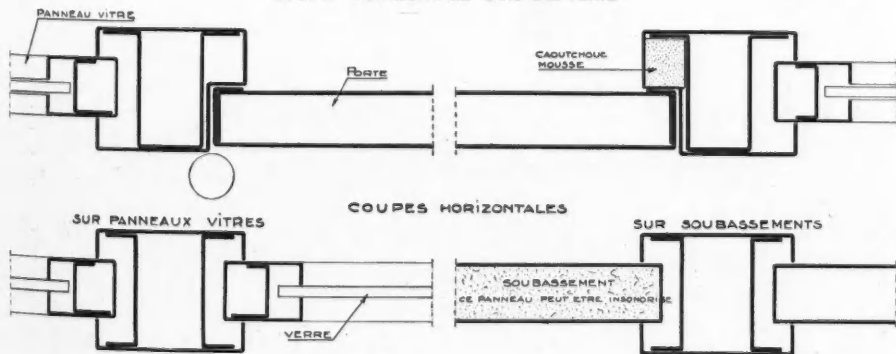 PANNEAU VITRE
CAOUTCHOUC
MOUSSE
PORTE
COUPES HORIZONTALES
SUR PANNEAUX VITRES
SUR SOUBASSEMENTS
SOUBASSEMENT
CE PANNEAU PEUT ETRE INSONORISE
VERRE